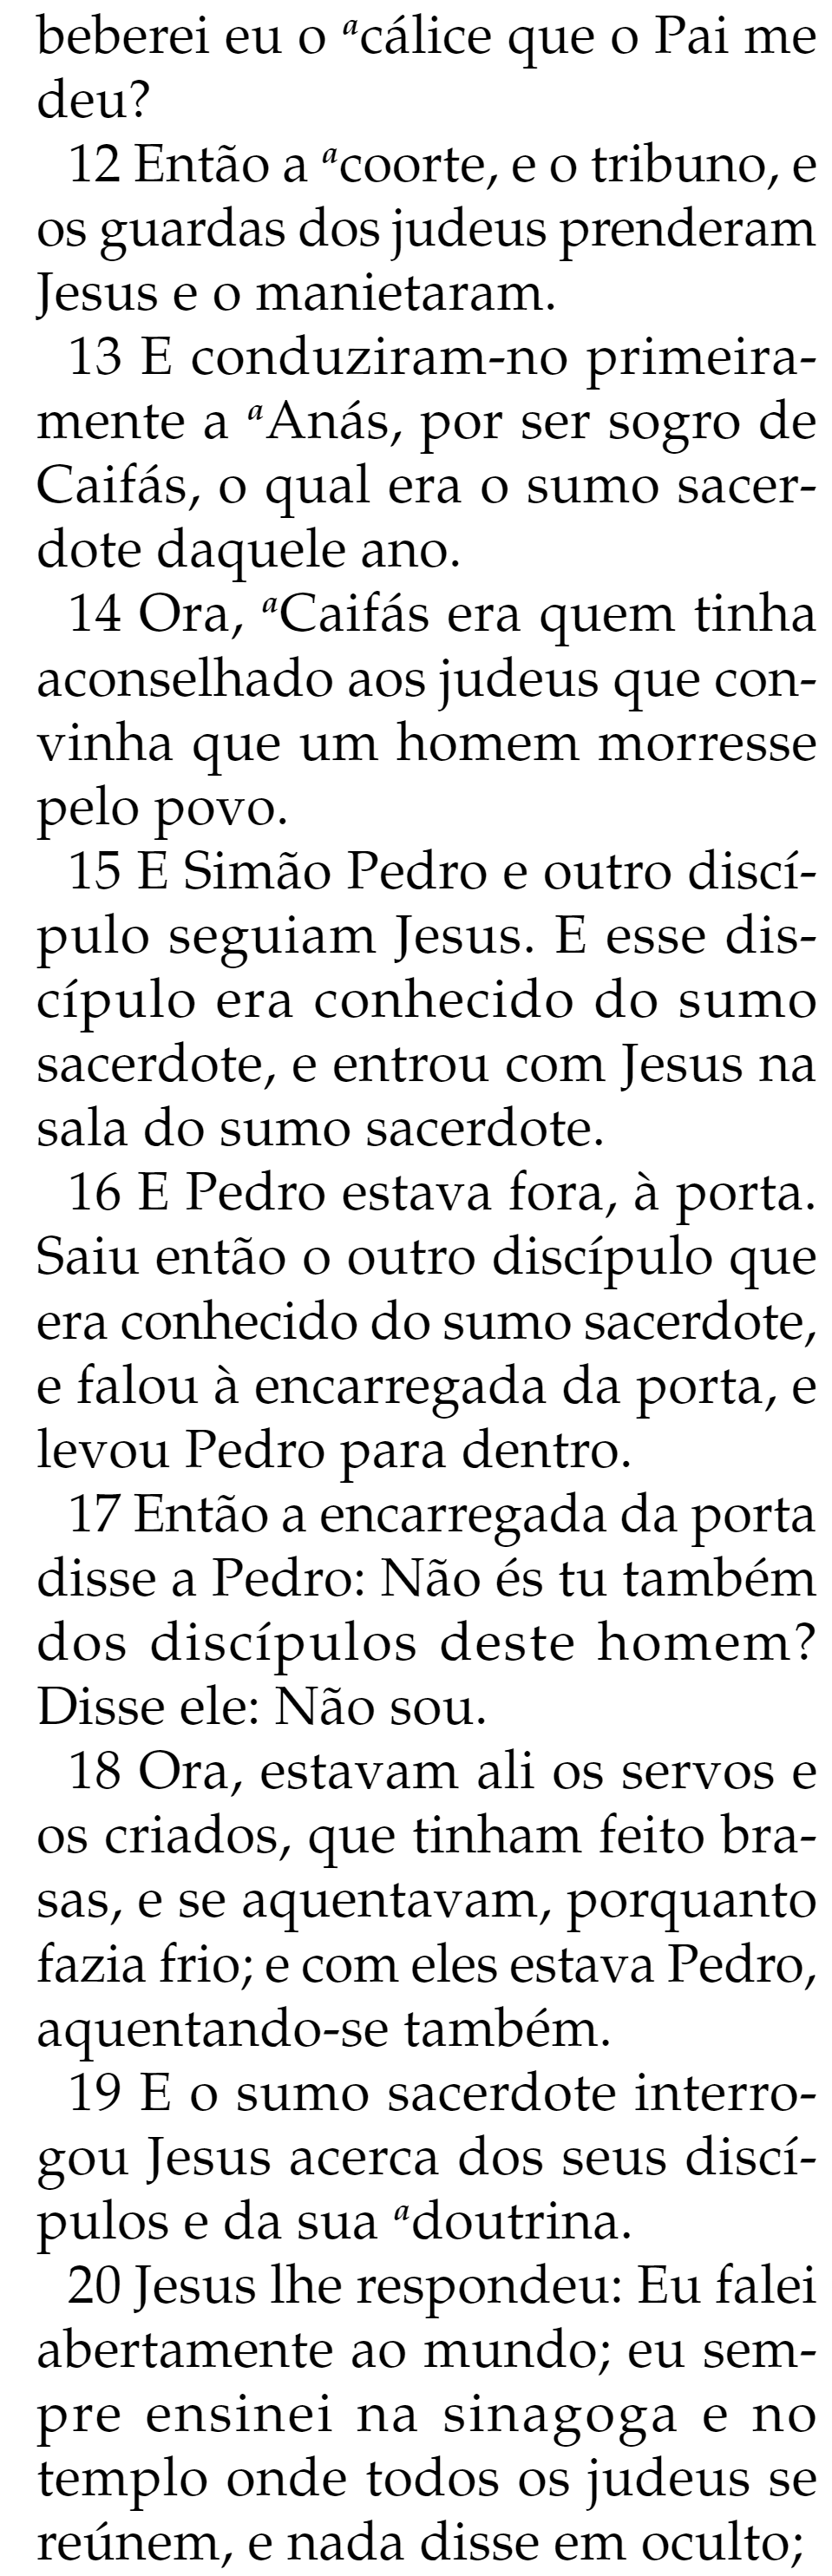 beberei eu o ᵃcálice que o Pai me
deu?
12 Então a ᵃcoorte, e o tribuno, e
os guardas dos judeus prenderam
Jesus e o manietaram.
13 E conduziram-no primeira-
mente a ᵃAnás, por ser sogro de
Caifás, o qual era o sumo sacer-
dote daquele ano.
14 Ora, ᵃCaifás era quem tinha
aconselhado aos judeus que con-
vinha que um homem morresse
pelo povo.
15 E Simão Pedro e outro discí-
pulo seguiam Jesus. E esse dis-
cípulo era conhecido do sumo
sacerdote, e entrou com Jesus na
sala do sumo sacerdote.
16 E Pedro estava fora, à porta.
Saiu então o outro discípulo que
era conhecido do sumo sacerdote,
e falou à encarregada da porta, e
levou Pedro para dentro.
17 Então a encarregada da porta
disse a Pedro: Não és tu também
dos discípulos deste homem?
Disse ele: Não sou.
18 Ora, estavam ali os servos e
os criados, que tinham feito bra-
sas, e se aquentavam, porquanto
fazia frio; e com eles estava Pedro,
aquentando-se também.
19 E o sumo sacerdote interro-
gou Jesus acerca dos seus discí-
pulos e da sua ᵃdoutrina.
20 Jesus lhe respondeu: Eu falei
abertamente ao mundo; eu sem-
pre ensinei na sinagoga e no
templo onde todos os judeus se
reúnem, e nada disse em oculto;